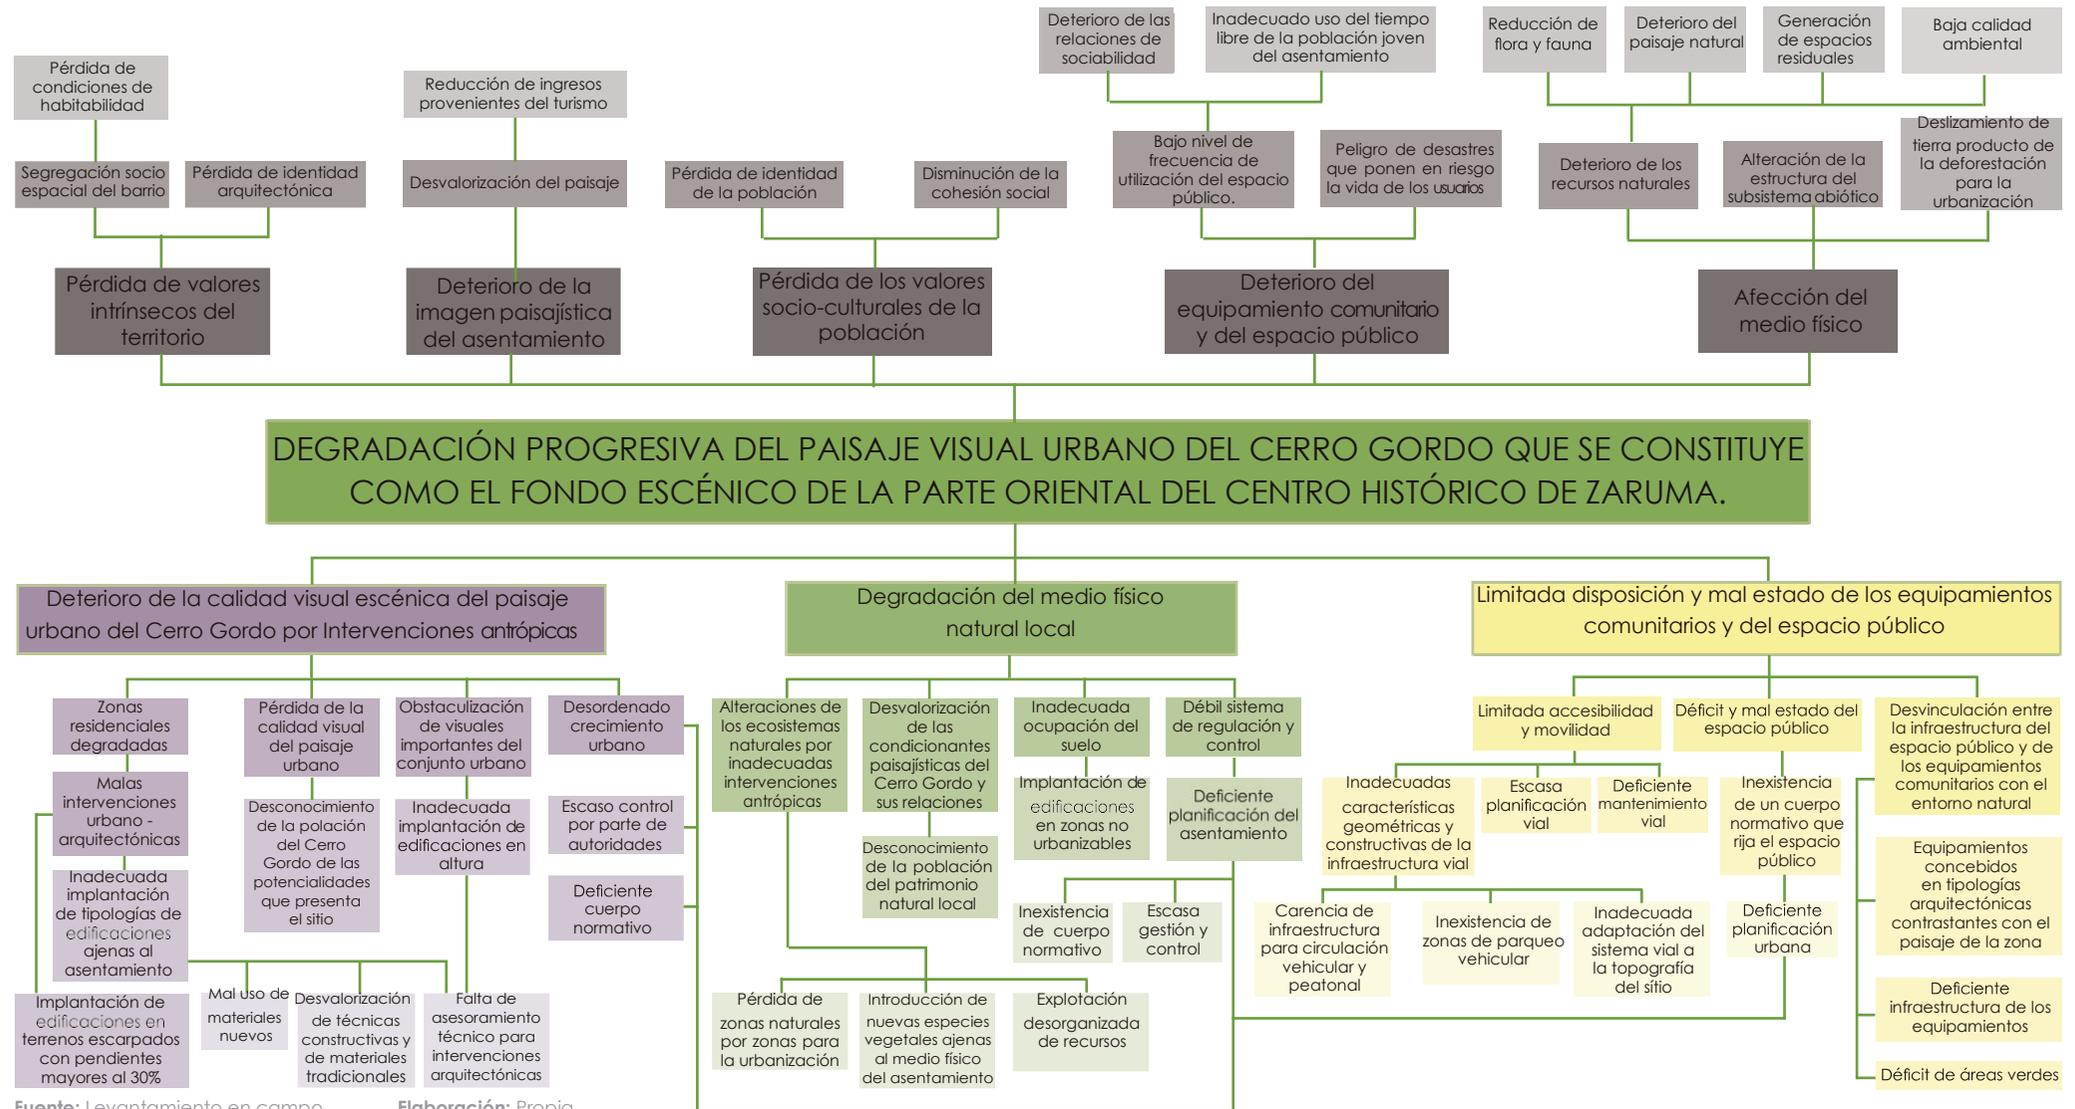 Deterioro de las
relaciones de
sociabilidad
Inadecuado uso del tiempo
libre de la población joven
del asentamiento
Reducción de
flora y fauna
Deterioro del
paisaje natural
Generación
de espacios
residuales
Baja calidad
ambiental
Pérdida de
condiciones de
habitabilidad
Reducción de ingresos
provenientes del turismo
Segregación socio
espacial del barrio
Pérdida de identidad
arquitectónica
Desvalorización del paisaje
Pérdida de identidad
de la población
Disminución de la
cohesión social
Bajo nivel de
frecuencia de
utilización del espacio
público.
Peligro de desastres
que ponen en riesgo
la vida de los usuarios
Deterioro de los
recursos naturales
Alteración de la
estructura del
subsistema abiótico
Deslizamiento de
tierra producto de
la deforestación
para la
urbanización
Pérdida de valores
intrínsecos del
territorio
Deterioro de la
imagen paisajística
del asentamiento
Pérdida de los valores
socio-culturales de la
población
Deterioro del
equipamiento comunitario
y del espacio público
Afección del
medio físico
DEGRADACIÓN PROGRESIVA DEL PAISAJE VISUAL URBANO DEL CERRO GORDO QUE SE CONSTITUYE
COMO EL FONDO ESCÉNICO DE LA PARTE ORIENTAL DEL CENTRO HISTÓRICO DE ZARUMA.
Deterioro de la calidad visual escénica del paisaje
urbano del Cerro Gordo por Intervenciones antrópicas
Degradación del medio físico
natural local
Limitada disposición y mal estado de los equipamientos
comunitarios y del espacio público
Zonas
residenciales
degradadas
Pérdida de la
calidad visual
del paisaje
urbano
Obstaculización
de visuales
importantes del
conjunto urbano
Desordenado
crecimiento
urbano
Malas
intervenciones
urbano -
arquitectónicas
Desconocimiento
de la polación
del Cerro
Gordo de las
potencialidades
que presenta
el sitio
Inadecuada
implantación de
edificaciones en
altura
Escaso control
por parte de
autoridades
Deficiente
cuerpo
normativo
Inadecuada
implantación
de tipologías de
edificaciones
ajenas al
asentamiento
Implantación de
edificaciones en
terrenos escarpados
con pendientes
mayores al 30%
Mal uso de
materiales
nuevos
Desvalorización
de técnicas
constructivas y
de materiales
tradicionales
Falta de
asesoramiento
técnico para
intervenciones
arquitectónicas
Alteraciones de
los ecosistemas
naturales por
inadecuadas
intervenciones
antrópicas
Desvalorización
de las
condicionantes
paisajísticas del
Cerro Gordo y
sus relaciones
Inadecuada
ocupación del
suelo
Débil sistema
de regulación y
control
Desconocimiento
de la población
del patrimonio
natural local
Implantación de
edificaciones
en zonas no
urbanizables
Deficiente
planificación del
asentamiento
Inexistencia
de cuerpo
normativo
Escasa
gestión y
control
Pérdida de
zonas naturales
por zonas para
la urbanización
Introducción de
nuevas especies
vegetales ajenas
al medio físico
del asentamiento
Explotación
desorganizada
de recursos
Limitada accesibilidad
y movilidad
Déficit y mal estado del
espacio público
Desvinculación entre
la infraestructura del
espacio público y de
los equipamientos
comunitarios con el
entorno natural
Inadecuadas
características
geométricas y
constructivas de la
infraestructura vial
Escasa
planificación
vial
Deficiente
mantenimiento
vial
Inexistencia
de un cuerpo
normativo que
rija el espacio
público
Equipamientos
concebidos
en tipologías
arquitectónicas
contrastantes con el
paisaje de la zona
Carencia de
infraestructura
para circulación
vehicular y
peatonal
Inexistencia de
zonas de parqueo
vehicular
Inadecuada
adaptación del
sistema vial a
la topografía
del sitio
Deficiente
planificación
urbana
Deficiente
infraestructura de los
equipamientos
Déficit de áreas verdes
Fuente: Levantamiento en campo
Elaboración: Propia